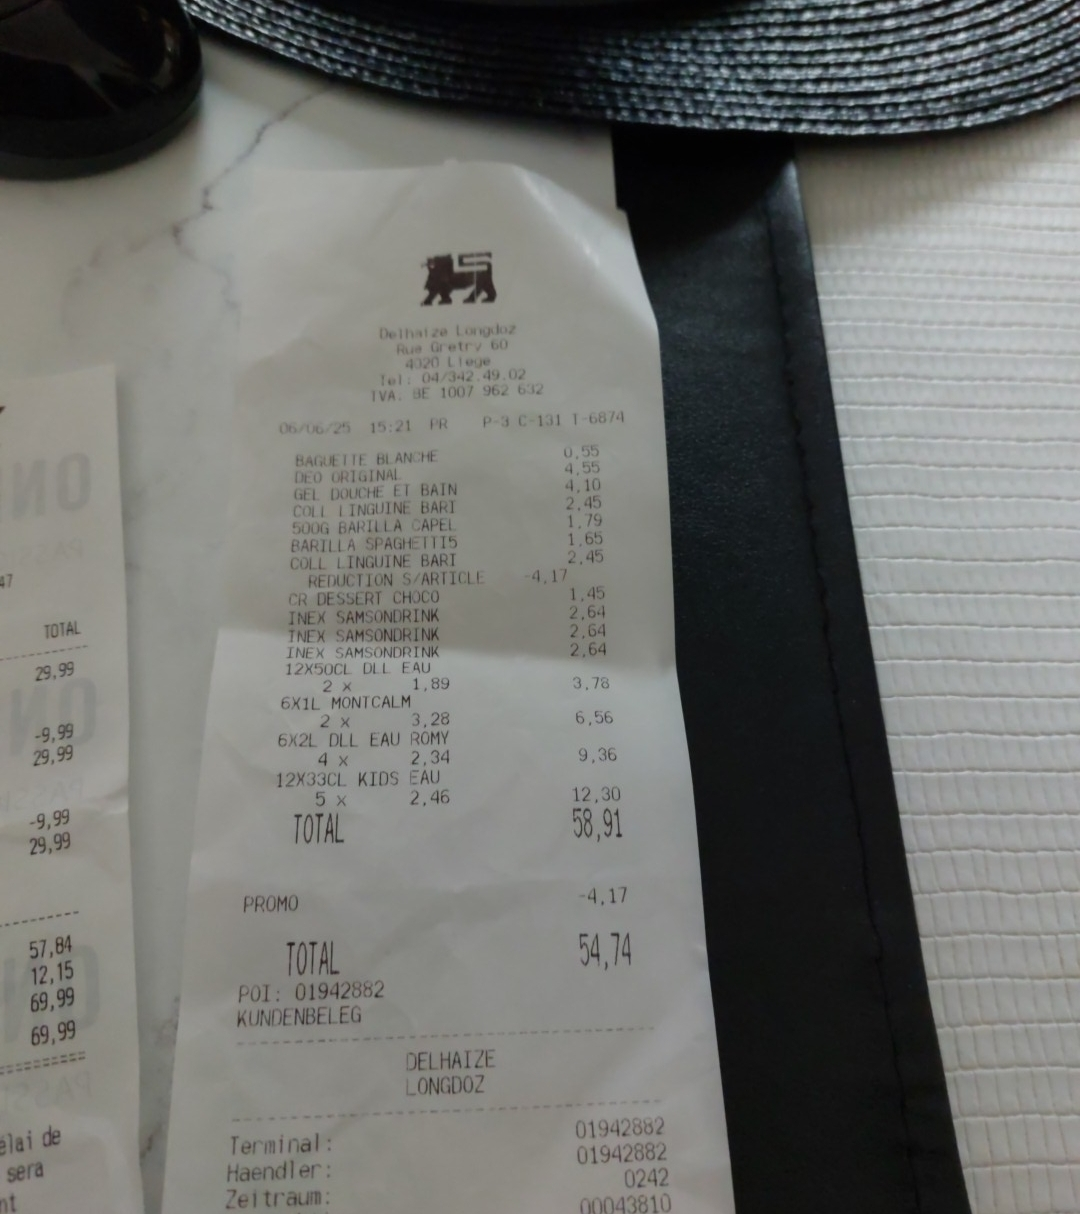 Delhaize Longdoz
Rue Gretry 60
4020 Liege
Tel: 04/342.49.02
TVA: BE 1007 962 632
06/06/25 15:21 PR P-3 C-131 T-6874
BAGUETTE BLANCHE 0,55
DEO ORIGINAL 4,55
GEL DOUCHE ET BAIN 4,10
COLL LINGUINE BARI 2,45
500G BARILLA CAPEL 1,79
BARILLA SPAGHETTI5 1,65
COLL LINGUINE BARI 2,45
REDUCTION S/ARTICLE -4,17
CR DESSERT CHOCO 1,45
INEX SAMSONDRINK 2,64
INEX SAMSONDRINK 2,64
INEX SAMSONDRINK 2,64
12X50CL DLL EAU
2 x 1,89 3,78
6X1L MONTCALM
2 x 3,28 6,56
6X2L DLL EAU ROMY
4 x 2,34 9,36
12X33CL KIDS EAU
5 x 2,46 12,30
TOTAL 58,91
PROMO -4,17
TOTAL 54,74
POI: 01942882
KUNDENBELEG
DELHAIZE
LONGDOZ
Terminal: 01942882
Haendler: 01942882
Zeitraum: 0242
00043810
47
TOTAL
29,99
-9,99
29,99
-9,99
29,99
57,84
12,15
69,99
69,99
élai de
sera